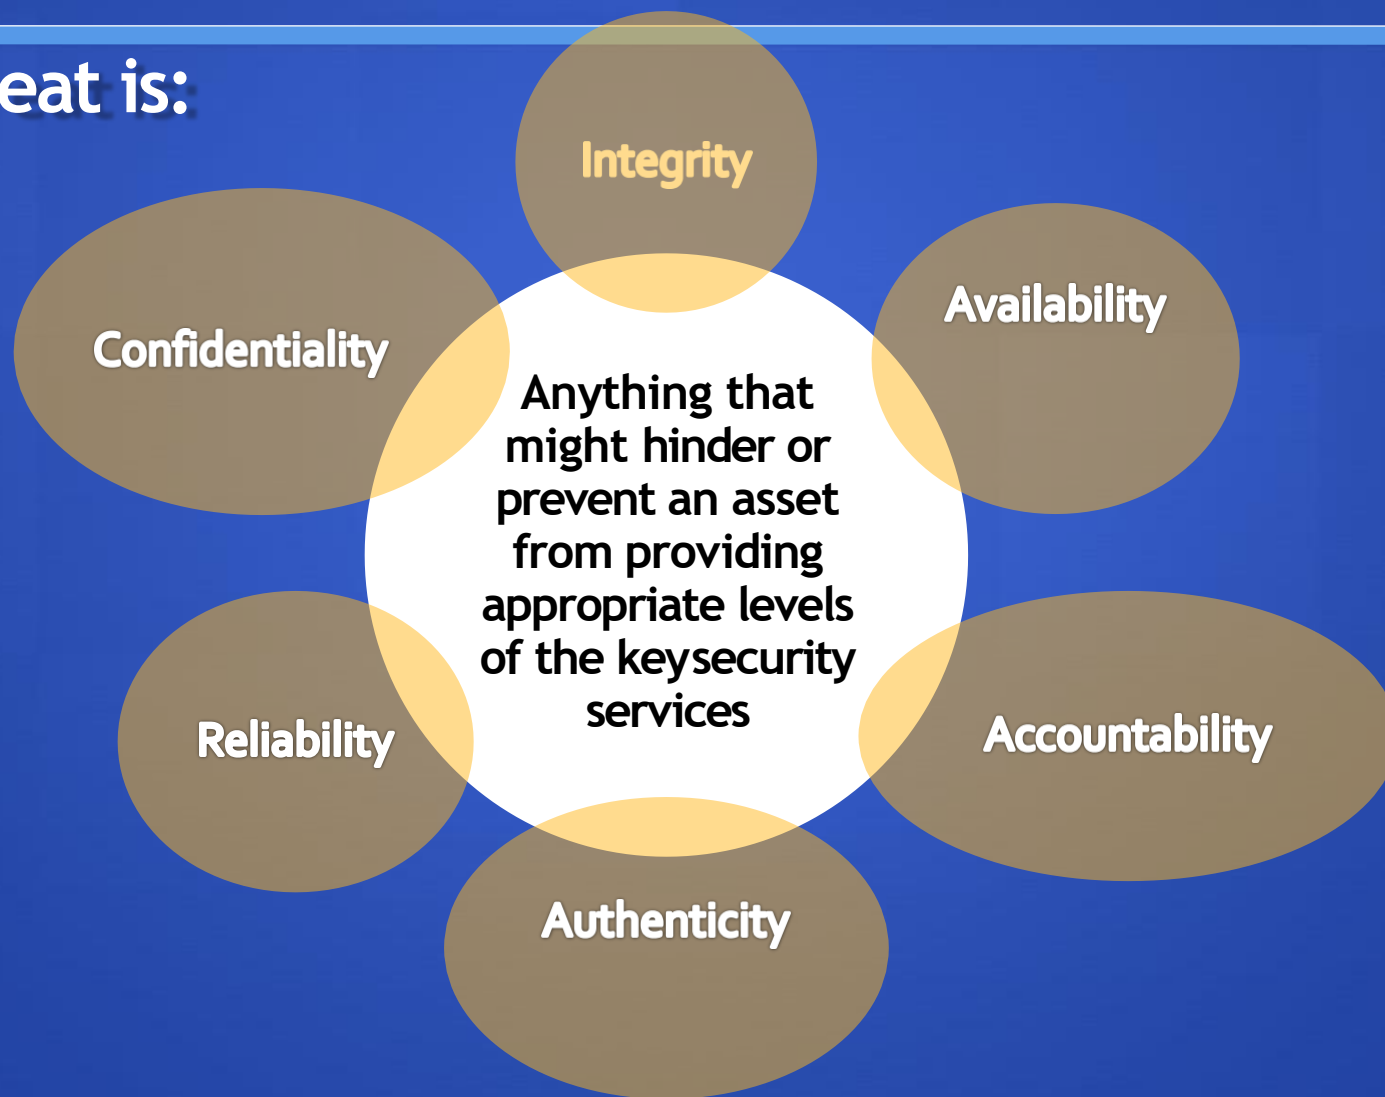 eat is:
Integrity
Availability
Confidentiality
Anything that
might hinder or
prevent an asset
from providing
appropriate levels
of the keysecurity
services
Reliability
Accountability
Authenticity